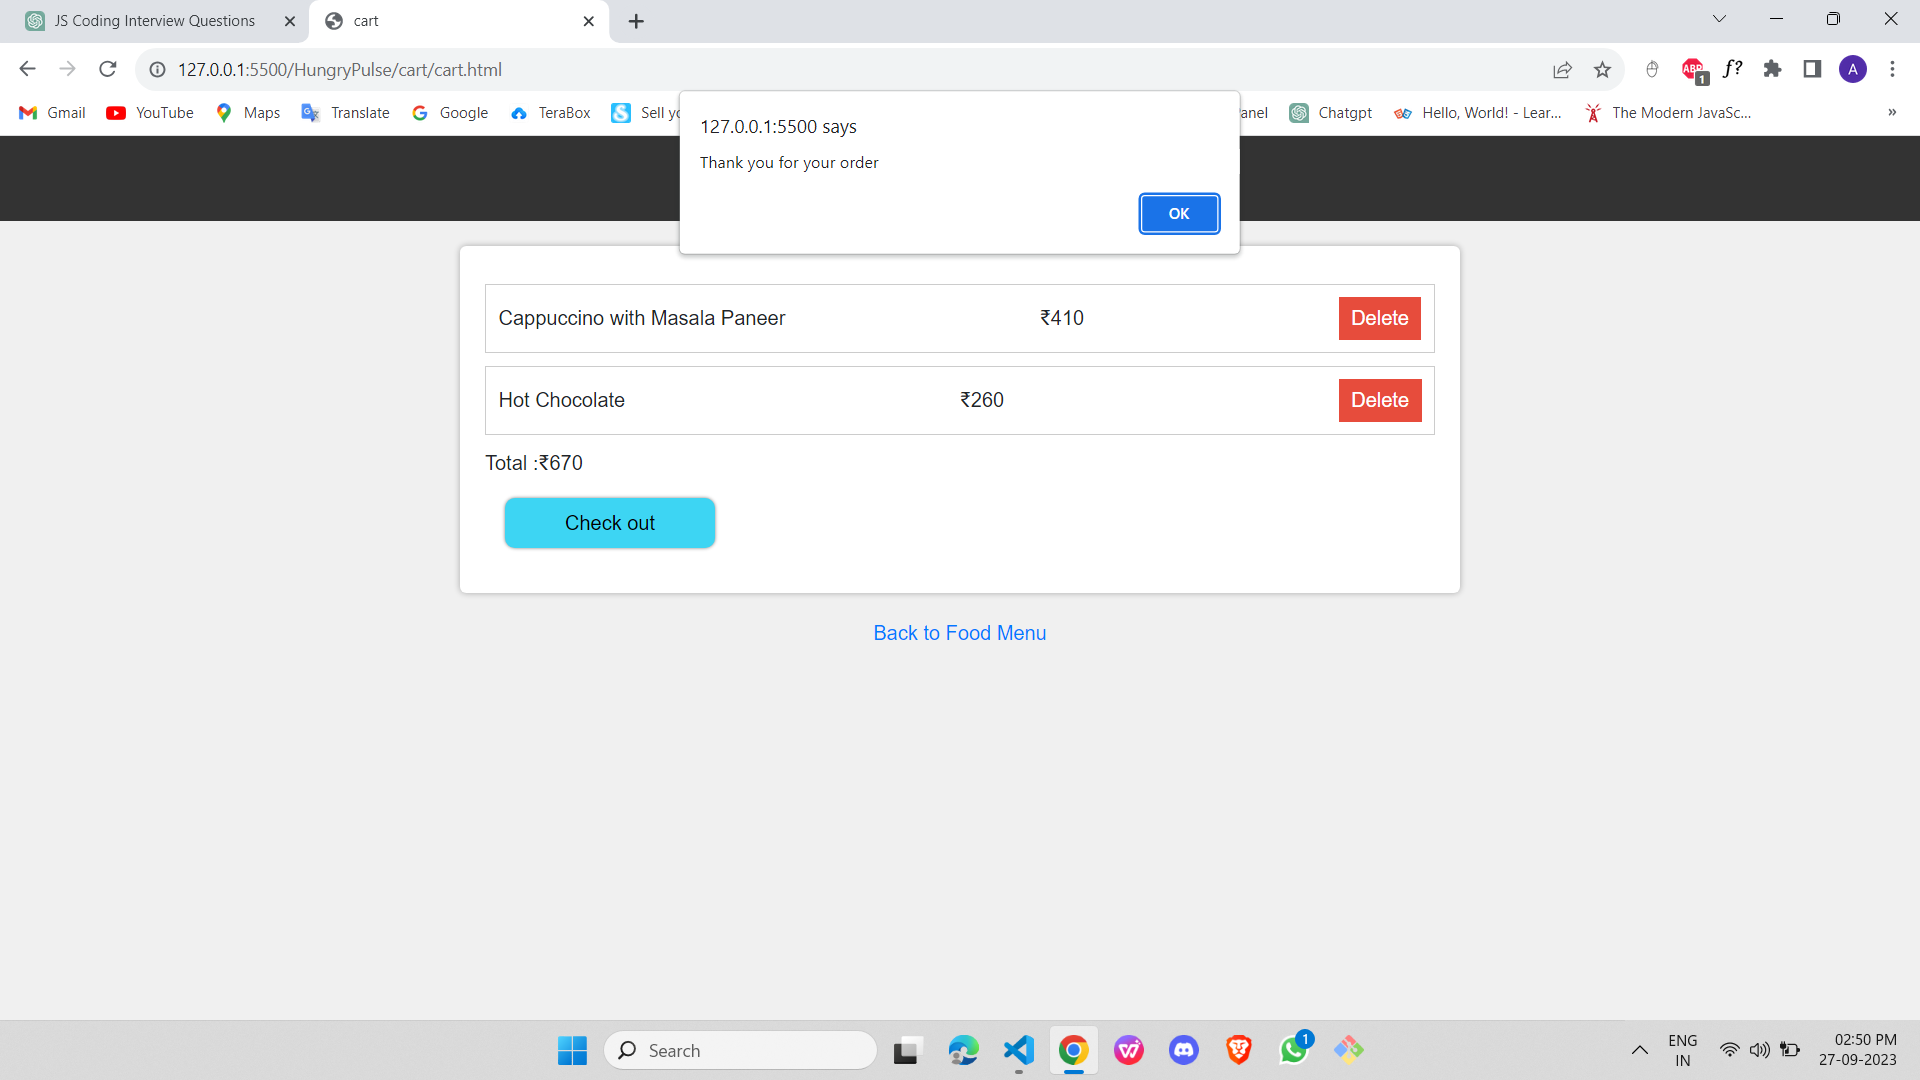 JS Coding Interview Questions
cart
127.0.0.1:5500/HungryPulse/cart/cart.html
ABP
1
f?
A
Gmail
YouTube
Maps
Translate
Google
TeraBox
Sell
Chatgpt
Hello, World! - Lear...
The Modern JavaSc...
»
127.0.0.1:5500 says
Thank you for your order
OK
Cappuccino with Masala Paneer ₹410 Delete
Hot Chocolate ₹260 Delete
Total :₹670
Check out
Back to Food Menu
Search
1
ENG
IN
02:50 PM
27-09-2023